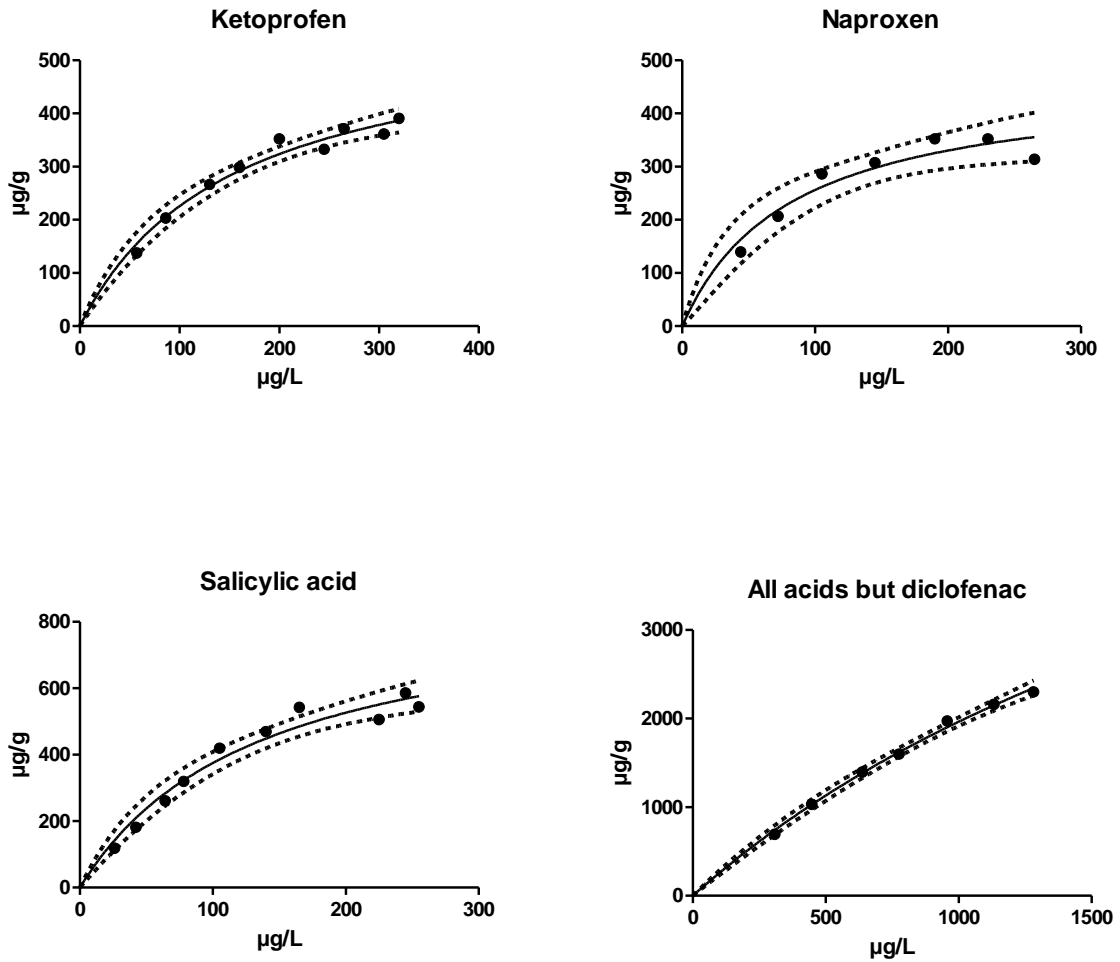 Ketoprofen
500
400
300
200
100
0
µg/g
0 100 200 300 400
µg/L
Naproxen
500
400
300
200
100
0
µg/g
0 100 200 300
µg/L
Salicylic acid
800
600
400
200
0
µg/g
0 100 200 300
µg/L
All acids but diclofenac
3000
2000
1000
0
µg/g
0 500 1000 1500
µg/L